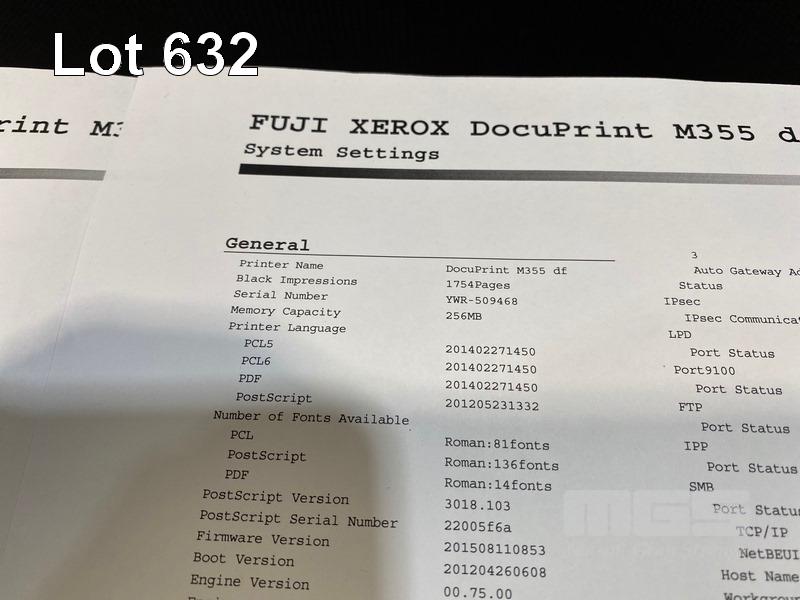 Lot 632
rint M3
FUJI XEROX DocuPrint M355 d
System Settings
General
Printer Name DocuPrint M355 df
Black Impressions 1754Pages
Serial Number YWR-509468
Memory Capacity 256MB
Printer Language
PCL5 201402271450
PCL6 201402271450
PDF 201402271450
PostScript 201205231332
Number of Fonts Available
PCL Roman:81fonts
PostScript Roman:136fonts
PDF Roman:14fonts
PostScript Version 3018.103
PostScript Serial Number 22005f6a
Firmware Version 201508110853
Boot Version 201204260608
Engine Version 00.75.00
3
Auto Gateway Ad
Status
IPsec
IPsec Communica
LPD
Port Status
Port9100
Port Status
FTP
Port Status
IPP
Port Status
SMB
Port Status
TCP/IP
NetBEUI
Host Name
Workgroup
MGS